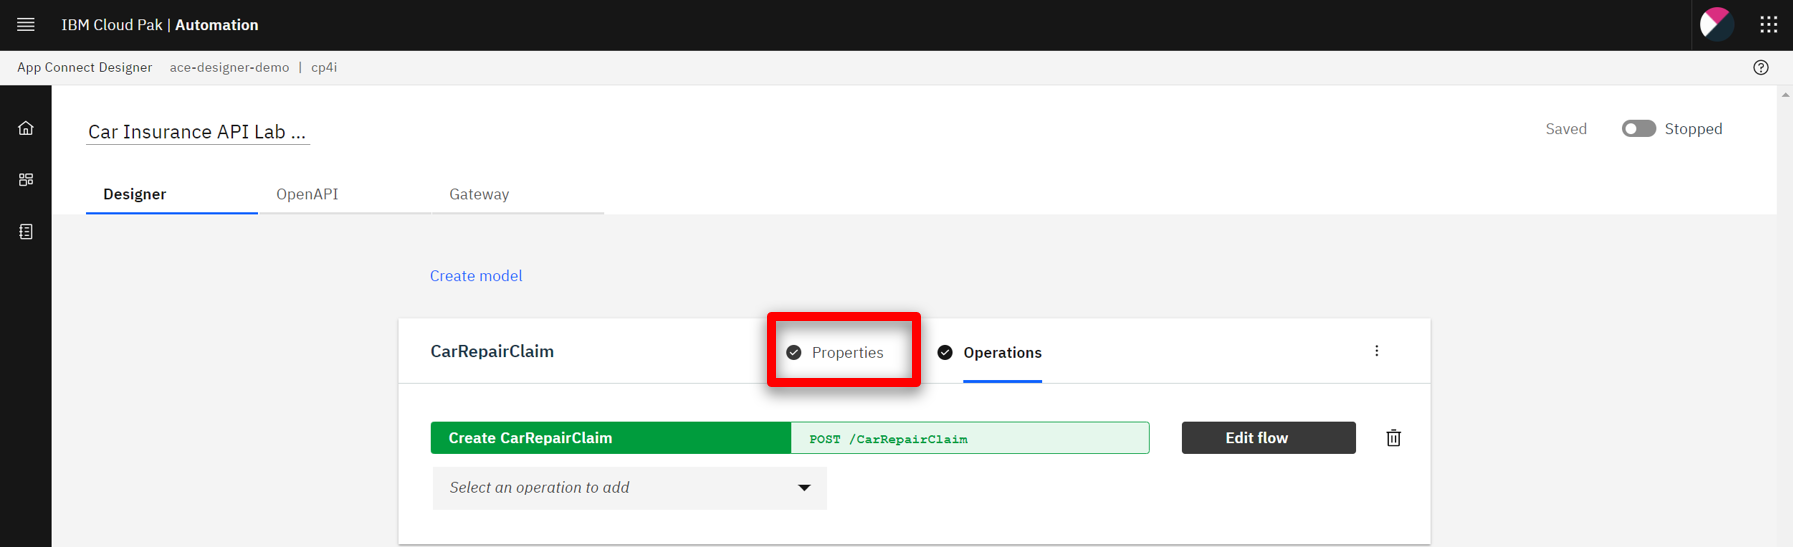 IBM Cloud Pak | Automation
App Connect Designer ace-designer-demo | cp4i
Car Insurance API Lab ...
Saved Stopped
Designer OpenAPI Gateway
Create model
CarRepairClaim Properties Operations
Create CarRepairClaim POST /CarRepairClaim Edit flow
Select an operation to add